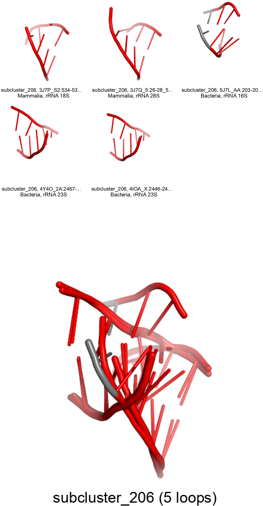 subcluster_206, 3J7P_S2:534-53...
Mammalia, rRNA 18S
subcluster_206, 3J7Q_5:26-28_5...
Mammalia, rRNA 28S
subcluster_206, 5J7L_AA:203-20...
Bacteria, rRNA 16S
subcluster_206, 4Y4O_2A:2467-...
Bacteria, rRNA 23S
subcluster_206, 4IOA_X:2446-24...
Bacteria, rRNA 23S
subcluster_206 (5 loops)